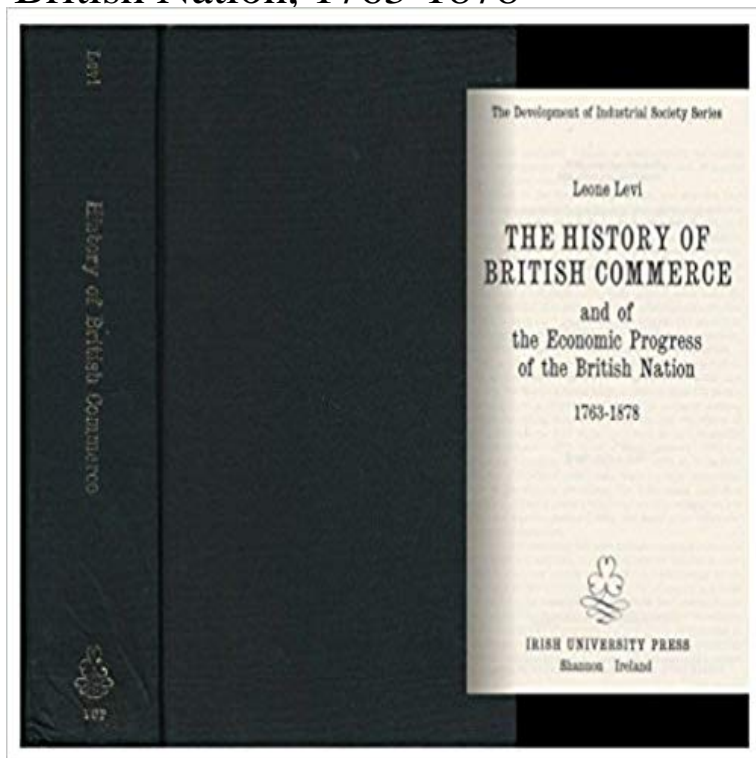 British Nation, 1763-1878
Levi
History of British Commerce
IUP
The Development of Industrial Society Series
Leone Levi
THE HISTORY OF
BRITISH COMMERCE
and of
the Economic Progress
of the British Nation
1763-1878
IRISH UNIVERSITY PRESS
Shannon Ireland